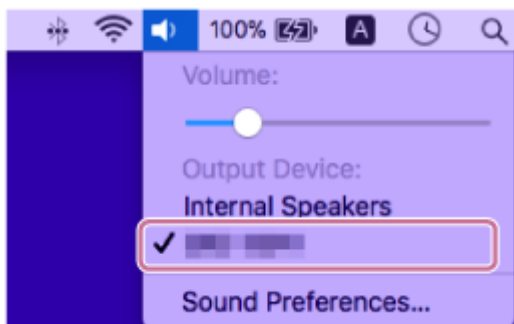 100% A
Volume:
Output Device:
Internal Speakers
Sound Preferences...